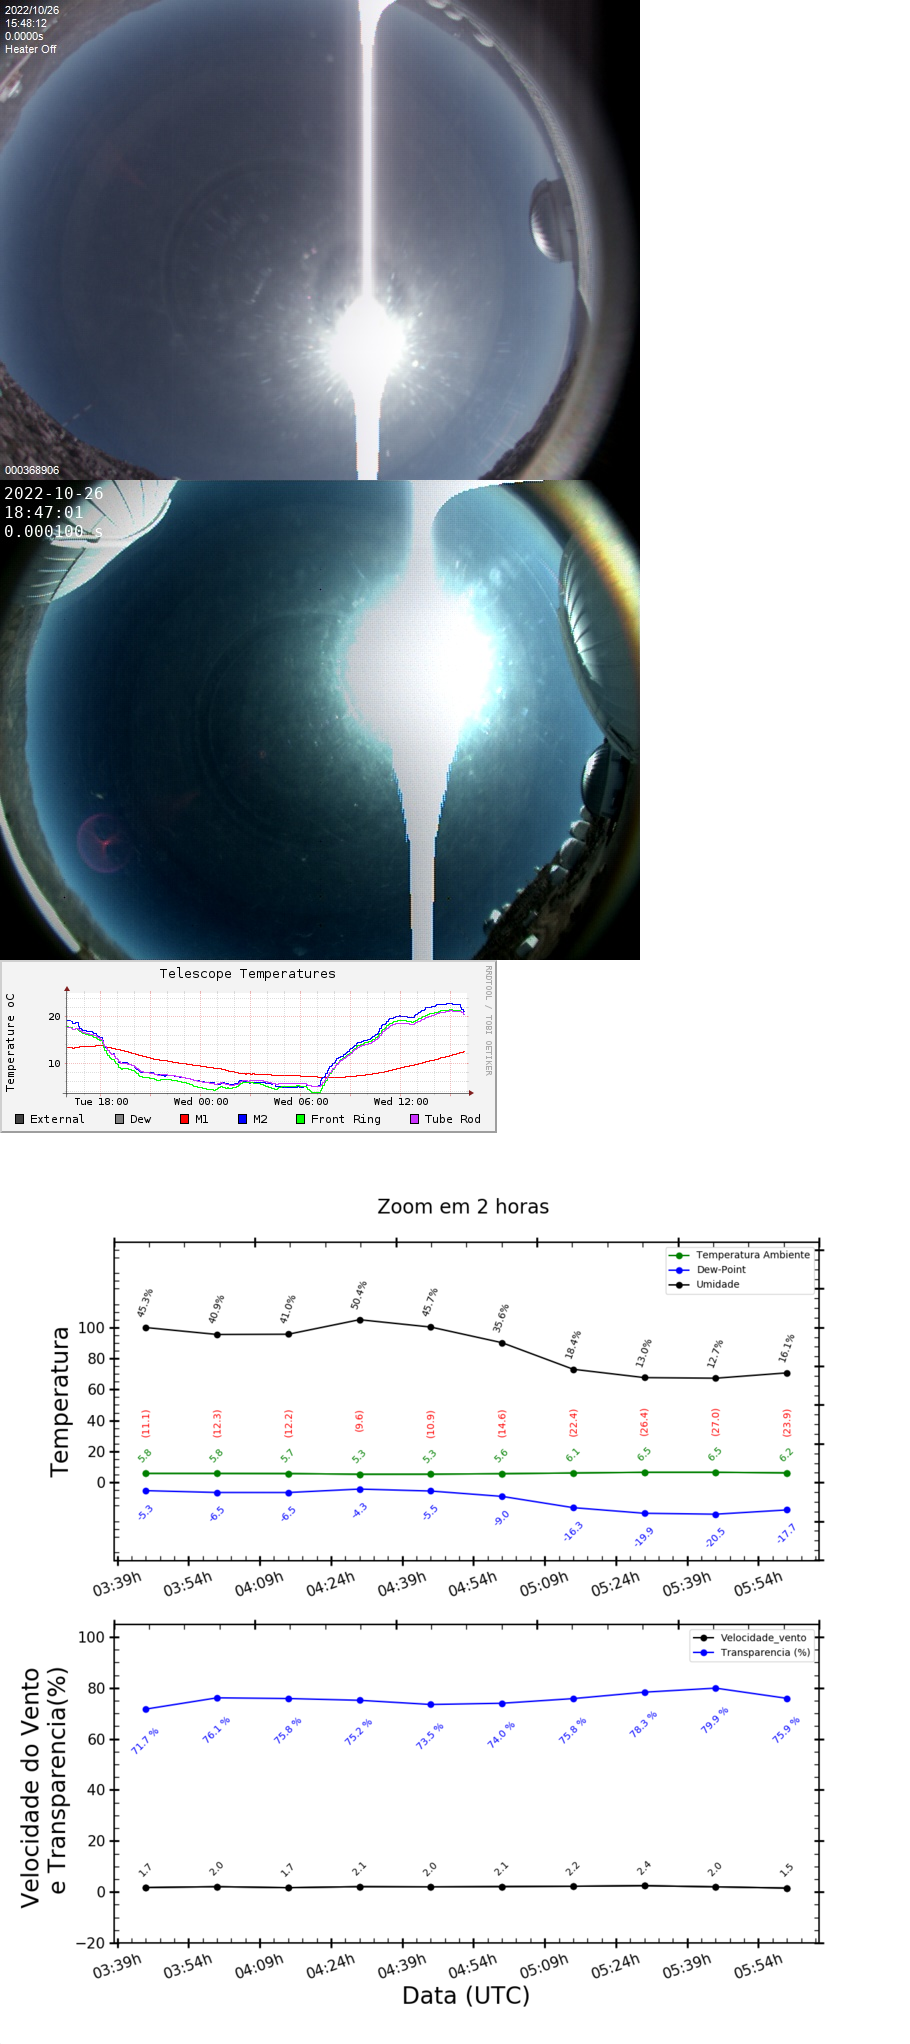 2022/10/26
15:48:12
0.0000s
Heater Off
000368906
2022-10-26
18:47:01
0.000100 s
Telescope Temperatures
RRDTOOL / TOBI OETIKER
Temperature oC
20
10
Tue 18:00 Wed 00:00 Wed 06:00 Wed 12:00
External Dew M1 M2 Front Ring Tube Rod
Zoom em 2 horas
Temperatura Ambiente
Dew-Point
Umidade
Temperatura
100
80
60
40
20
0
45.3% 40.9% 41.0% 50.4% 45.7% 35.6% 18.4% 13.0% 12.7% 16.1%
(11.1) (12.3) (12.2) (9.6) (10.9) (14.6) (22.4) (26.4) (27.0) (23.9)
5.8 5.8 5.7 5.3 5.3 5.6 6.1 6.5 6.5 6.2
-5.3 -6.5 -6.5 -4.3 -5.5 -9.0 -16.3 -19.9 -20.5 -17.7
03:39h 03:54h 04:09h 04:24h 04:39h 04:54h 05:09h 05:24h 05:39h 05:54h
Velocidade_vento
Transparencia (%)
Velocidade do Vento
e Transparencia(%)
100
80
60
40
20
0
−20
71.7 % 76.1 % 75.8 % 75.2 % 73.5 % 74.0 % 75.8 % 78.3 % 79.9 % 75.9 %
1.7 2.0 1.7 2.1 2.0 2.1 2.2 2.4 2.0 1.5
03:39h 03:54h 04:09h 04:24h 04:39h 04:54h 05:09h 05:24h 05:39h 05:54h
Data (UTC)